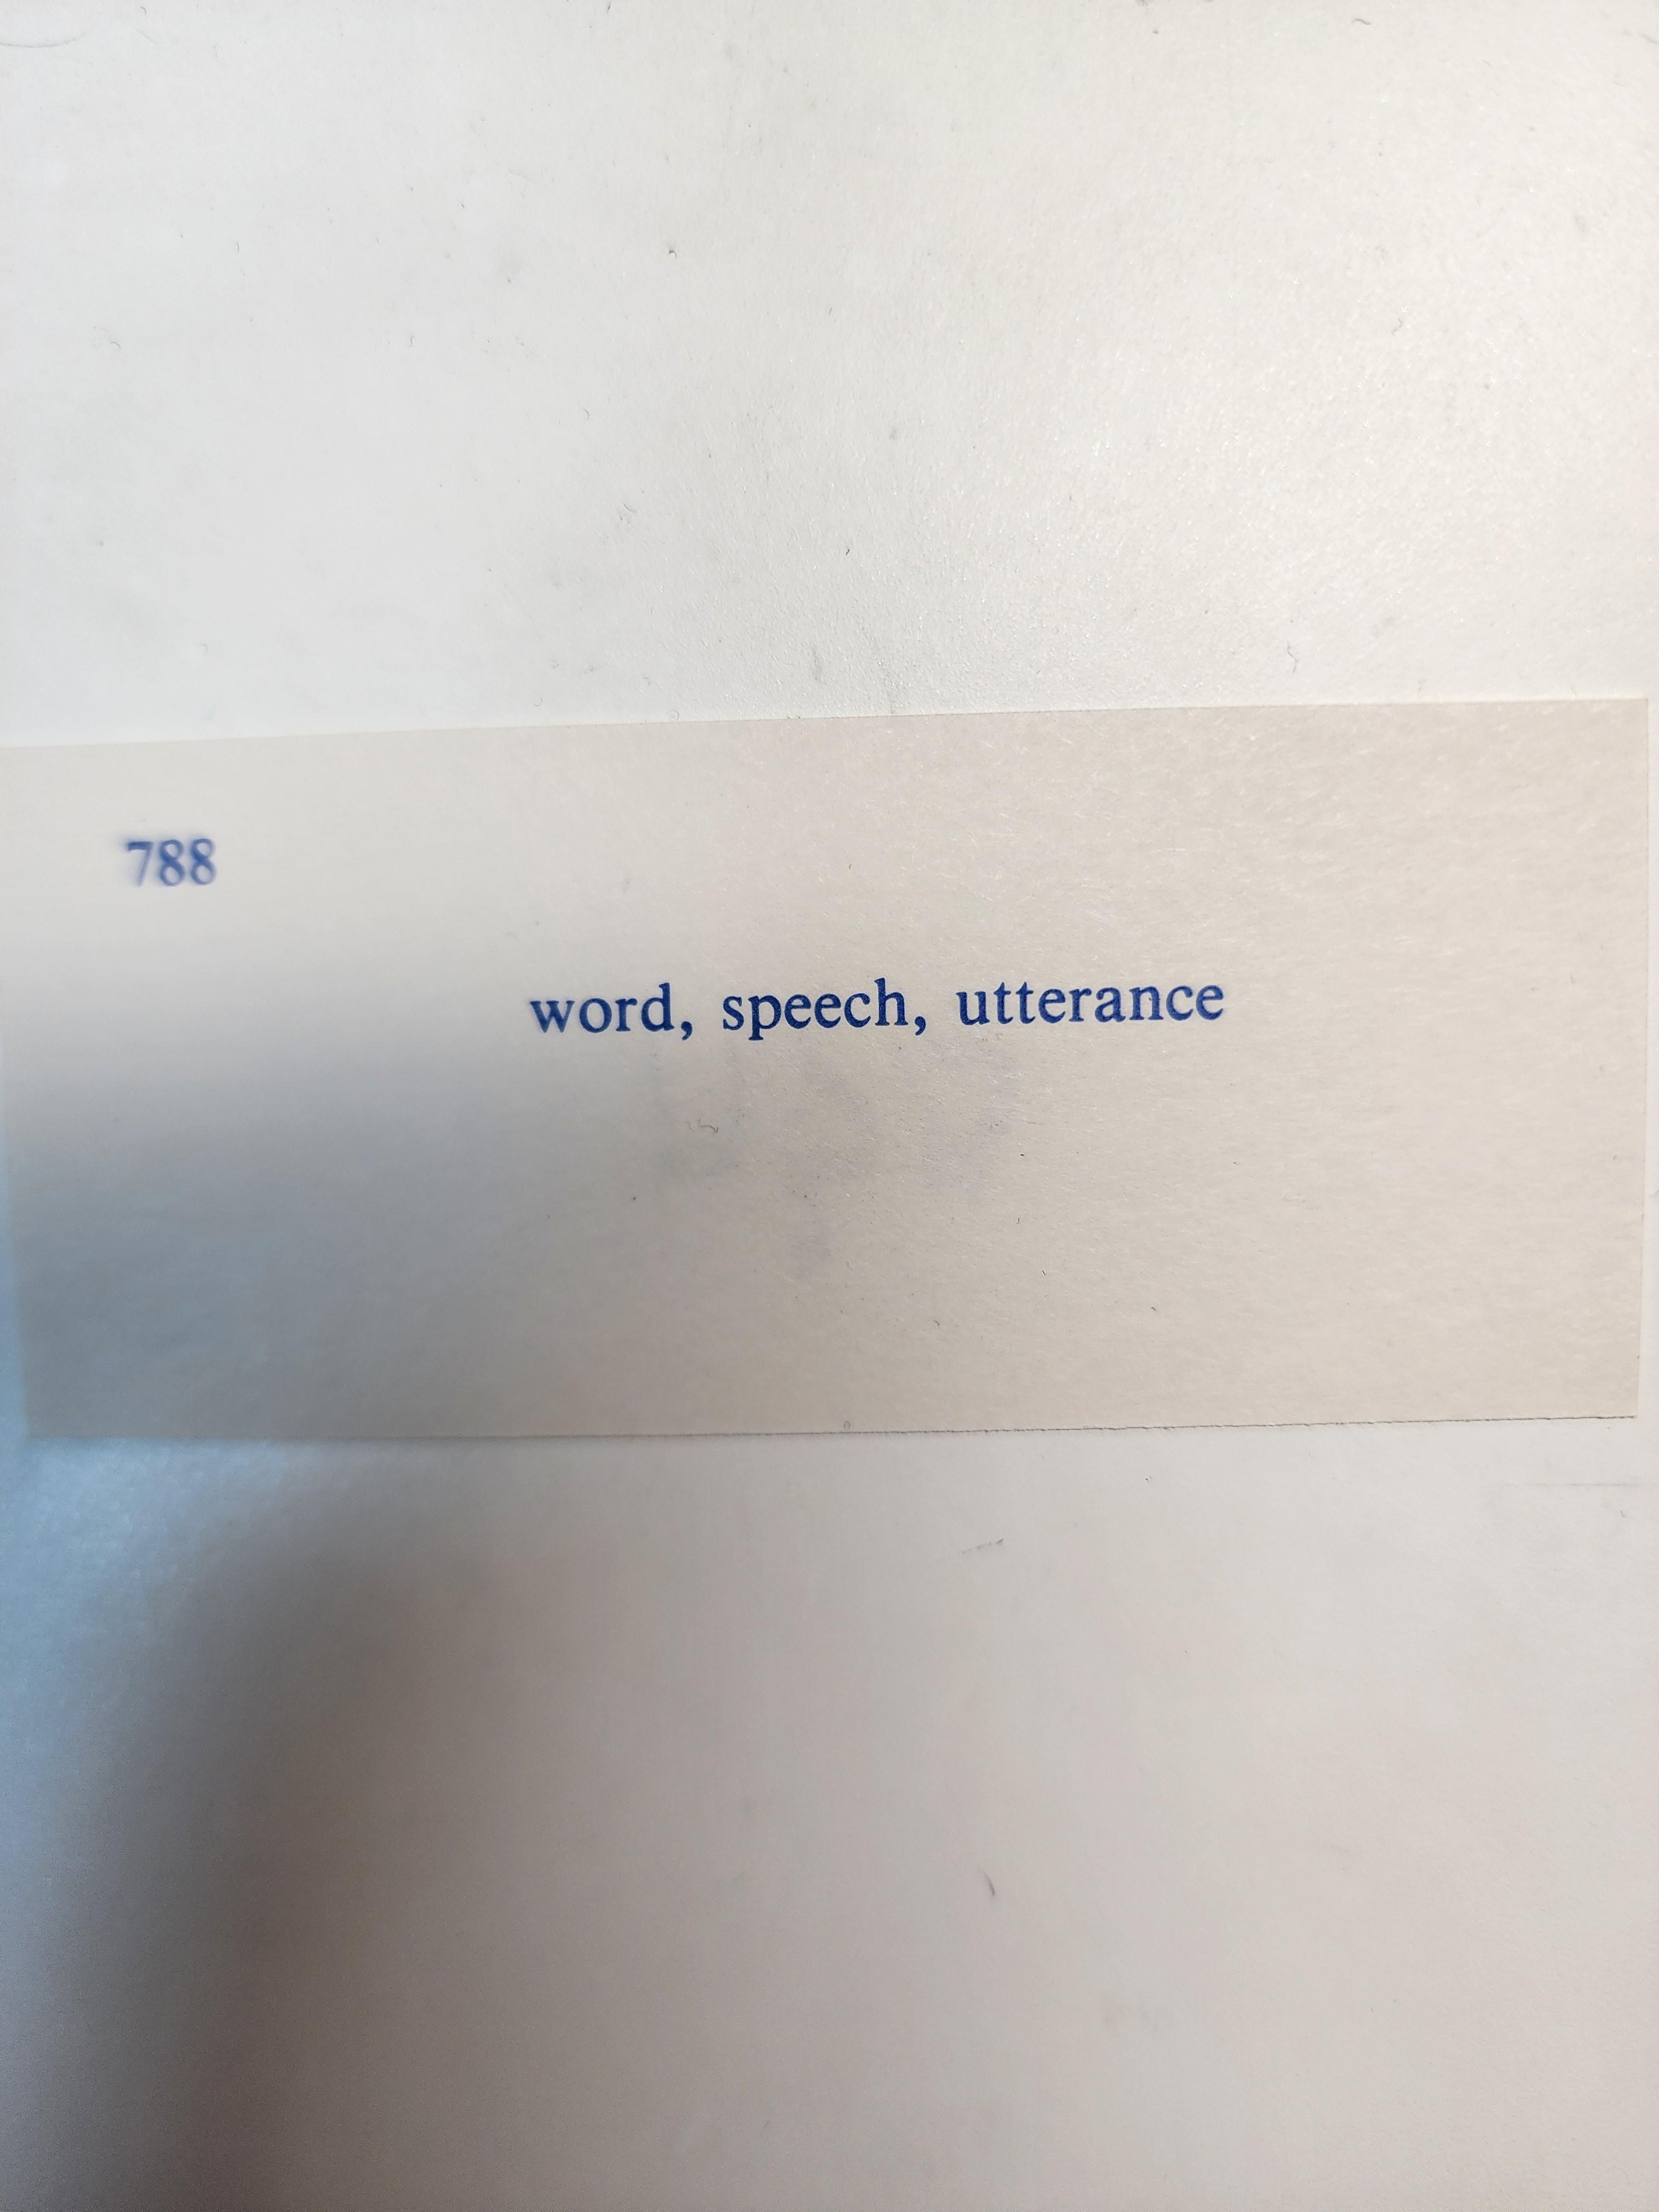 788
word, speech, utterance